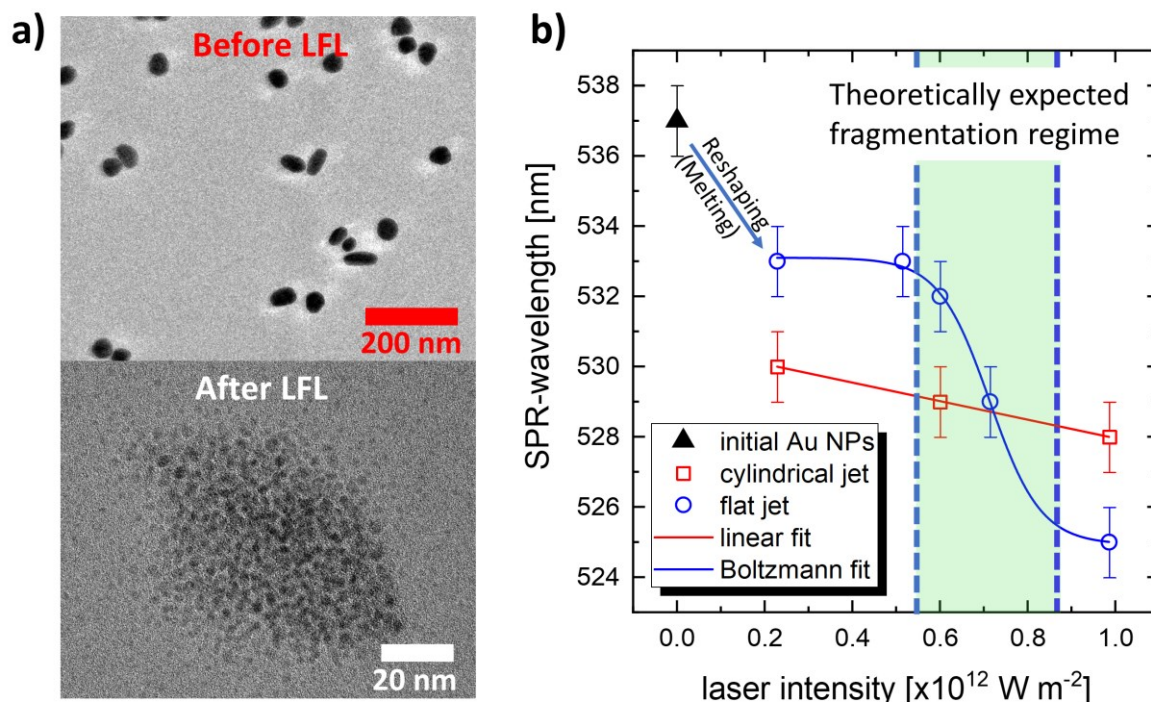 a)
Before LFL
200 nm
After LFL
20 nm
b)
538
536
534
532
530
528
526
524
SPR-wavelength [nm]
Reshaping
(Melting)
Theoretically expected
fragmentation regime
initial Au NPs
cylindrical jet
flat jet
linear fit
Boltzmann fit
0.0 0.2 0.4 0.6 0.8 1.0
laser intensity [x10¹² W m⁻²]